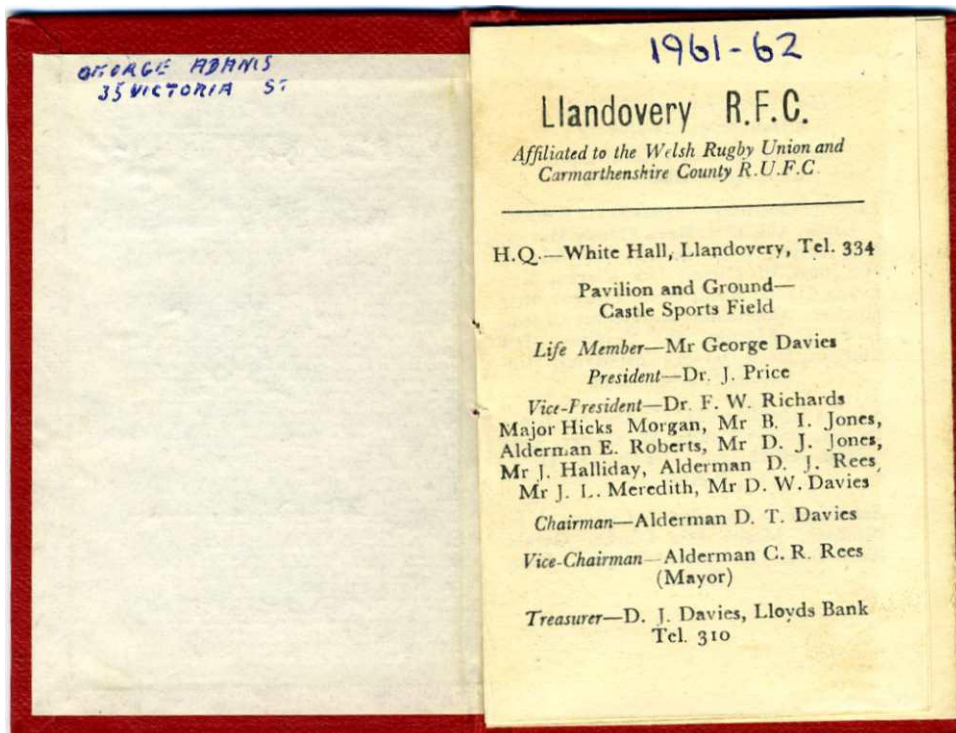 GEORGE ADAMS
35 VICTORIA ST
1961-62
Llandovery R.F.C.
Affiliated to the Welsh Rugby Union and
Carmarthenshire County R.U.F.C.
H.Q.—White Hall, Llandovery, Tel. 334
Pavilion and Ground—
Castle Sports Field
Life Member—Mr George Davies
President—Dr. J. Price
Vice-President—Dr. F. W. Richards
Major Hicks Morgan, Mr B. I. Jones,
Alderman E. Roberts, Mr D. J. Jones,
Mr J. Halliday, Alderman D. J. Rees,
Mr J. L. Meredith, Mr D. W. Davies
Chairman—Alderman D. T. Davies
Vice-Chairman—Alderman C. R. Rees
(Mayor)
Treasurer—D. J. Davies, Lloyds Bank
Tel. 310